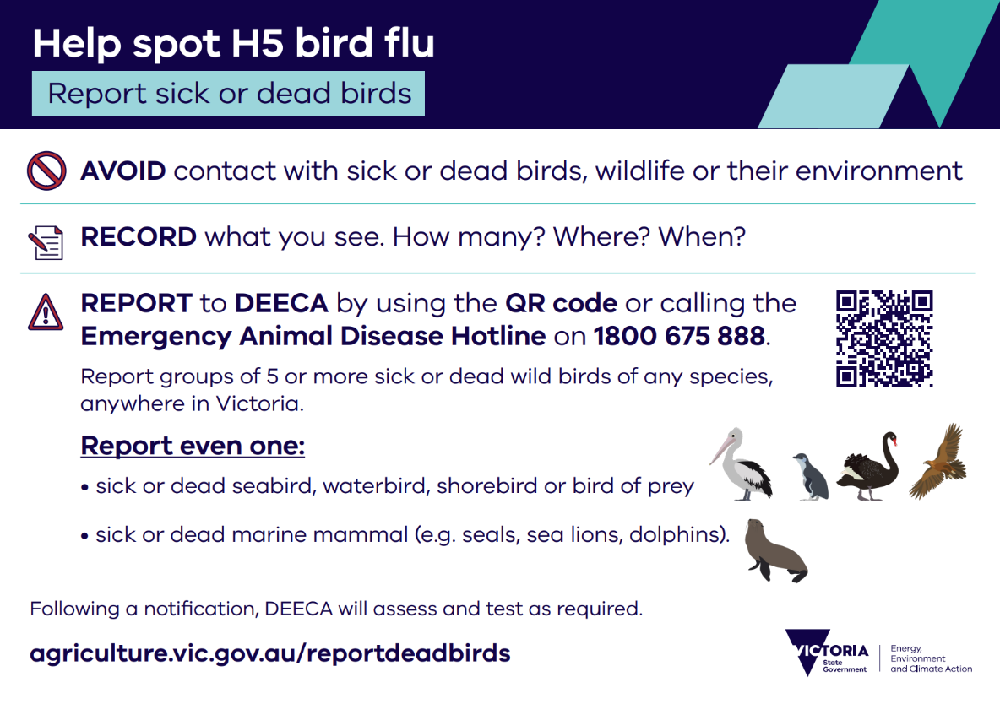 Help spot H5 bird flu
Report sick or dead birds
AVOID contact with sick or dead birds, wildlife or their environment
RECORD what you see. How many? Where? When?
REPORT to DEECA by using the QR code or calling the
Emergency Animal Disease Hotline on 1800 675 888.
Report groups of 5 or more sick or dead wild birds of any species,
anywhere in Victoria.
Report even one:
• sick or dead seabird, waterbird, shorebird or bird of prey
• sick or dead marine mammal (e.g. seals, sea lions, dolphins).
Following a notification, DEECA will assess and test as required.
agriculture.vic.gov.au/reportdeadbirds
VICTORIA
State
Government
Energy,
Environment
and Climate Action